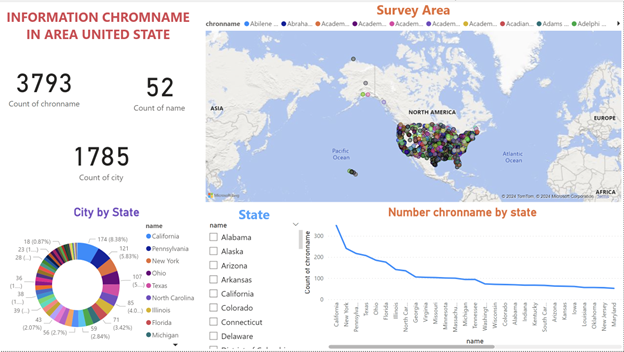 INFORMATION CHROMNAME
IN AREA UNITED STATE
3793
Count of chronname
52
Count of name
1785
Count of city
Survey Area
chronname
Abilene ...
Abraha...
Academ...
Academ...
Academ...
Academ...
Academ...
Acadian...
Adams ...
Adelphi ...
ASIA
NORTH AMERICA
EUROPE
Pacific
Ocean
Atlantic
Ocean
AFRICA
Microsoft
© 2024 TomTom, © 2024 Microsoft Corporation
City by State
18 (0.87%)
23 (1....)
28 (...)
36
(1...)
38
(1...)
39 (...)
43
(2.07%)
56 (2.7%)
59
(2.84%)
71
(3.42%)
85
(4.0...)
107
(5....)
121
(5.83%)
174 (8.38%)
name
California
Pennsylvania
New York
Ohio
Texas
North Carolina
Illinois
Florida
Michigan
State
Alabama
Alaska
Arizona
Arkansas
California
Colorado
Connecticut
Delaware
Number chronname by state
Count of chronname
300
200
100
0
California
New York
Pennsylva...
Texas
Ohio
Florida
Illinois
North Car...
Georgia
Virginia
Missouri
Minnesota
Massachu...
Michigan
Tennessee
Washingt...
Wisconsin
Colorado
Alabama
Indiana
Kentucky
South Car...
Arizona
Kansas
Iowa
Louisiana
Oklahoma
New Jersey
Maryland
name